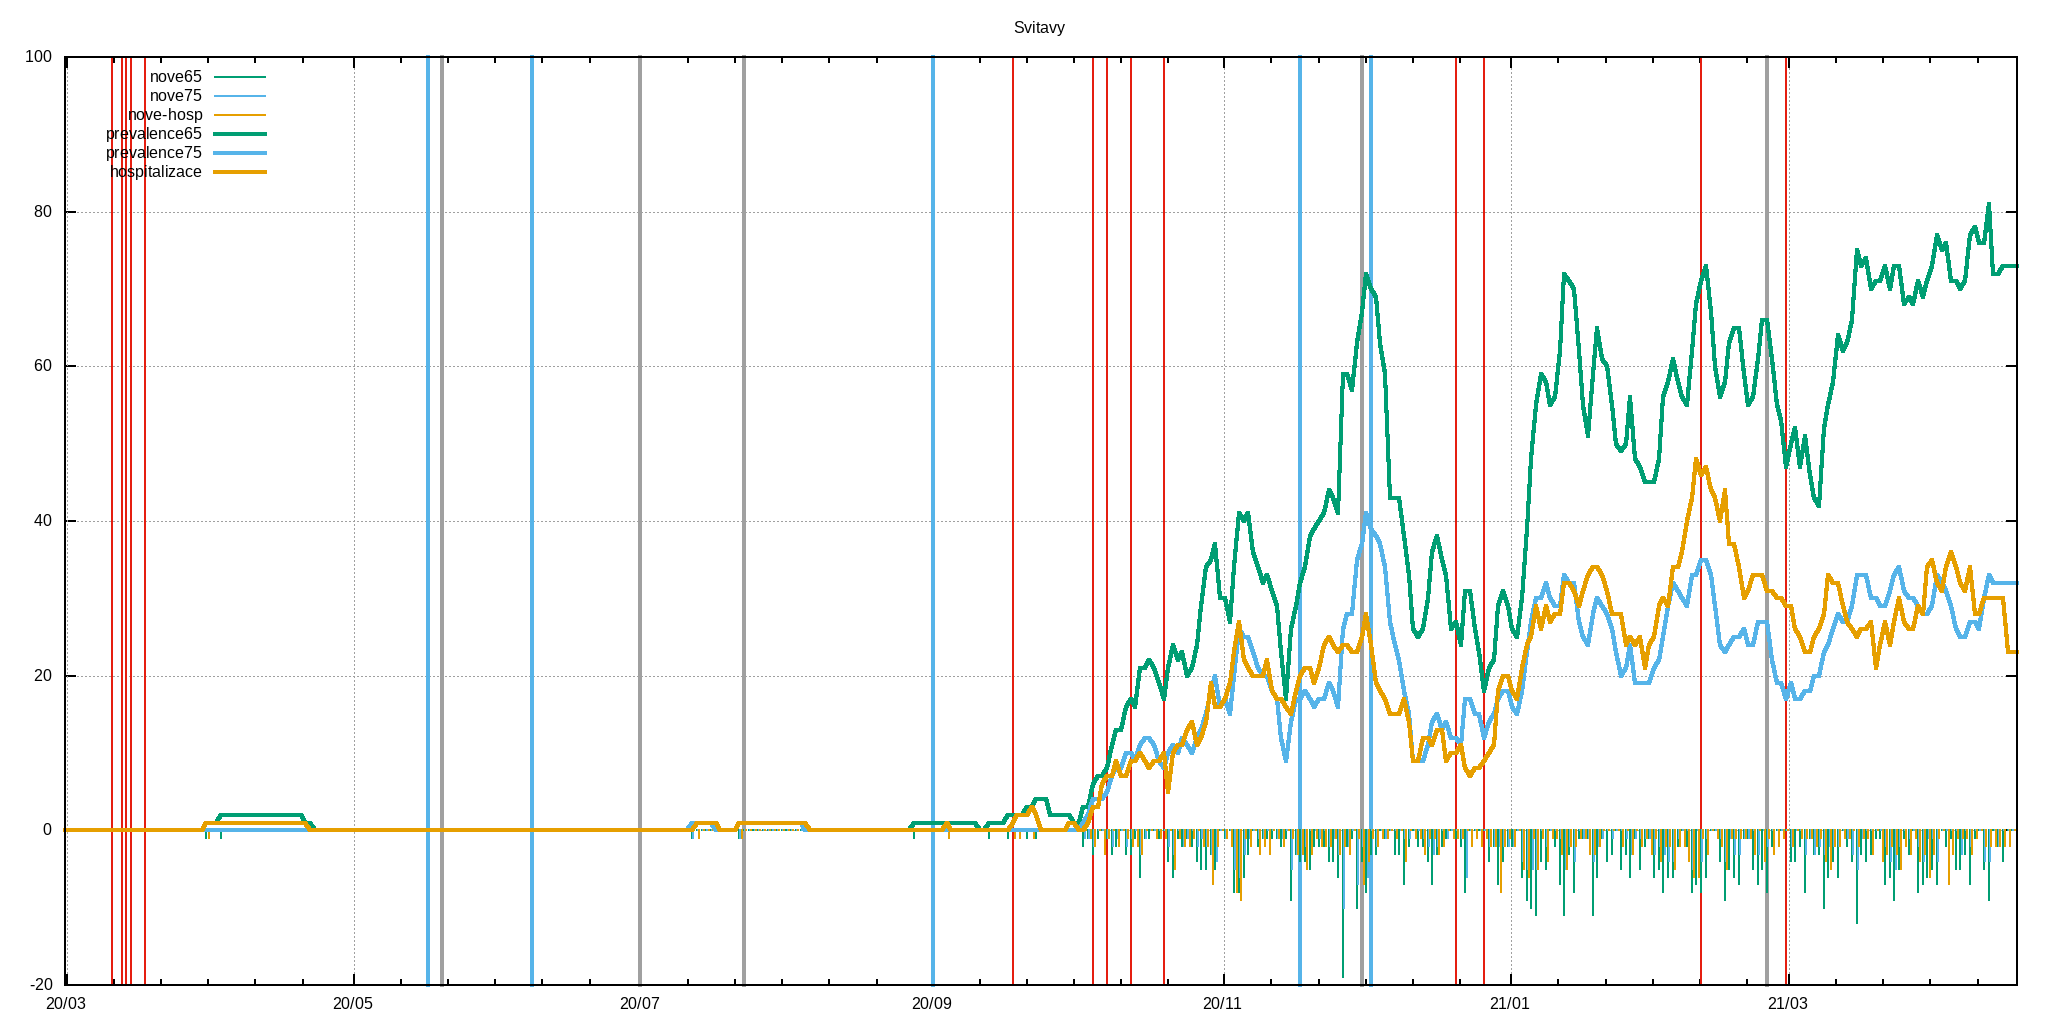 Svitavy
100
80
60
40
20
0
-20
nove65
nove75
nove-hosp
prevalence65
prevalence75
hospitalizace
20/03 20/05 20/07 20/09 20/11 21/01 21/03